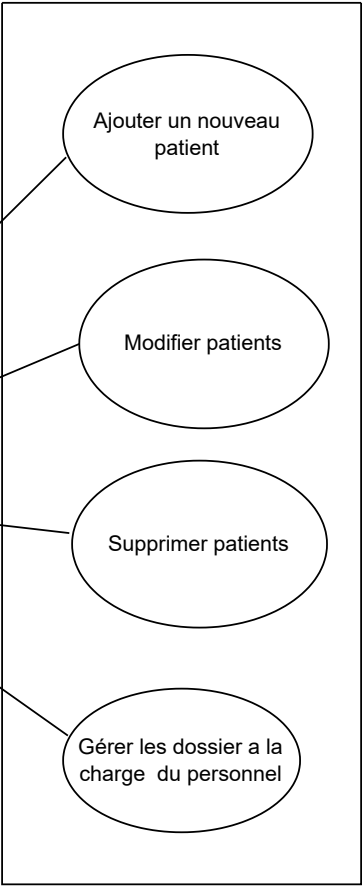 Ajouter un nouveau
patient
Modifier patients
Supprimer patients
Gérer les dossier a la
charge  du personnel